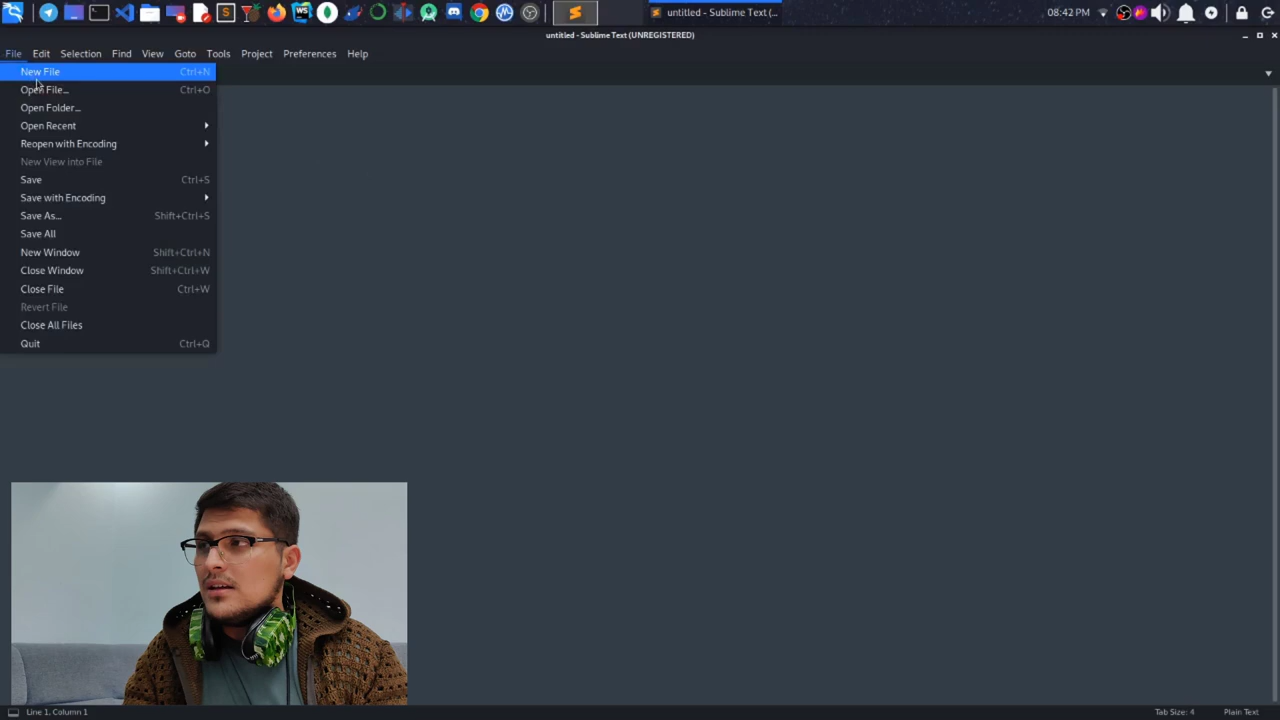 untitled - Sublime Text (...
08:42 PM
untitled - Sublime Text (UNREGISTERED)
File Edit Selection Find View Goto Tools Project Preferences Help
New File Ctrl+N
Open File... Ctrl+O
Open Folder...
Open Recent
Reopen with Encoding
New View into File
Save Ctrl+S
Save with Encoding
Save As... Shift+Ctrl+S
Save All
New Window Shift+Ctrl+N
Close Window Shift+Ctrl+W
Close File Ctrl+W
Revert File
Close All Files
Quit Ctrl+Q
Line 1, Column 1
Tab Size: 4
Plain Text